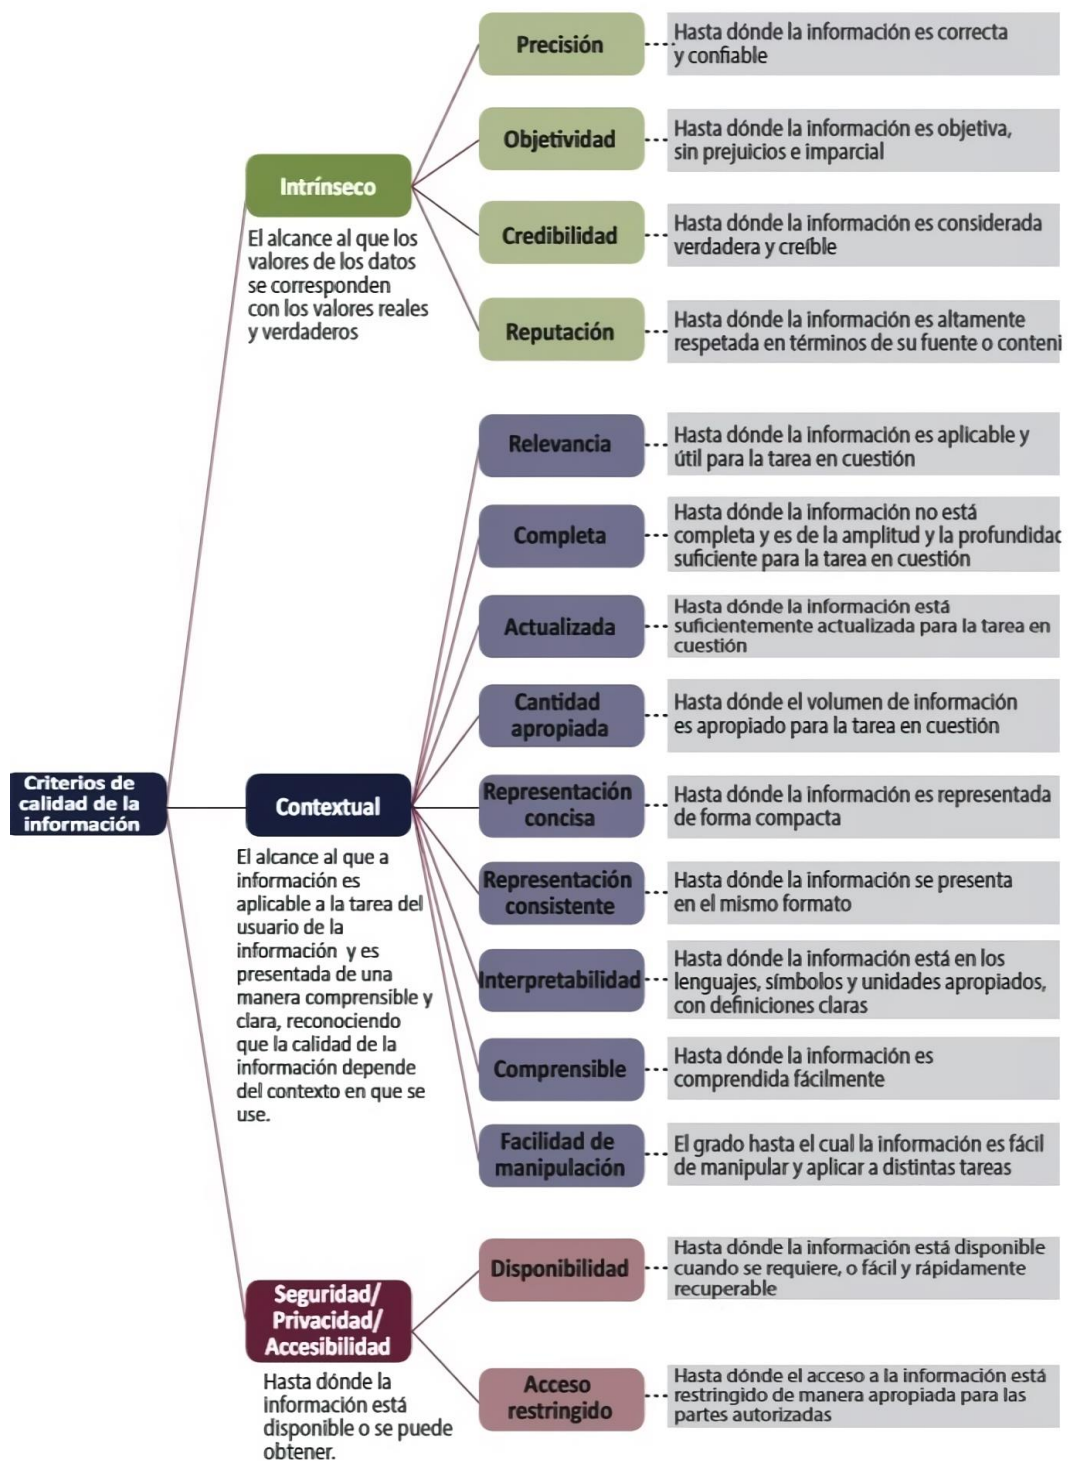 Criterios de
calidad de la
información
Intrínseco
El alcance al que los
valores de los datos
se corresponden
con los valores reales
y verdaderos
Precisión
Hasta dónde la información es correcta
y confiable
Objetividad
Hasta dónde la información es objetiva,
sin prejuicios e imparcial
Credibilidad
Hasta dónde la información es considerada
verdadera y creíble
Reputación
Hasta dónde la información es altamente
respetada en términos de su fuente o conteni
Contextual
El alcance al que a
información es
aplicable a la tarea del
usuario de la
información y es
presentada de una
manera comprensible y
clara, reconociendo
que la calidad de la
información depende
del contexto en que se
use.
Relevancia
Hasta dónde la información es aplicable y
útil para la tarea en cuestión
Completa
Hasta dónde la información no está
completa y es de la amplitud y la profundidad
suficiente para la tarea en cuestión
Actualizada
Hasta dónde la información está
suficientemente actualizada para la tarea en
cuestión
Cantidad
apropiada
Hasta dónde el volumen de información
es apropiado para la tarea en cuestión
Representación
concisa
Hasta dónde la información es representada
de forma compacta
Representación
consistente
Hasta dónde la información se presenta
en el mismo formato
Interpretabilidad
Hasta dónde la información está en los
lenguajes, símbolos y unidades apropiados,
con definiciones claras
Comprensible
Hasta dónde la información es
comprendida fácilmente
Facilidad de
manipulación
El grado hasta el cual la información es fácil
de manipular y aplicar a distintas tareas
Seguridad/
Privacidad/
Accesibilidad
Hasta dónde la
información está
disponible o se puede
obtener.
Disponibilidad
Hasta dónde la información está disponible
cuando se requiere, o fácil y rápidamente
recuperable
Acceso
restringido
Hasta dónde el acceso a la información está
restringido de manera apropiada para las
partes autorizadas